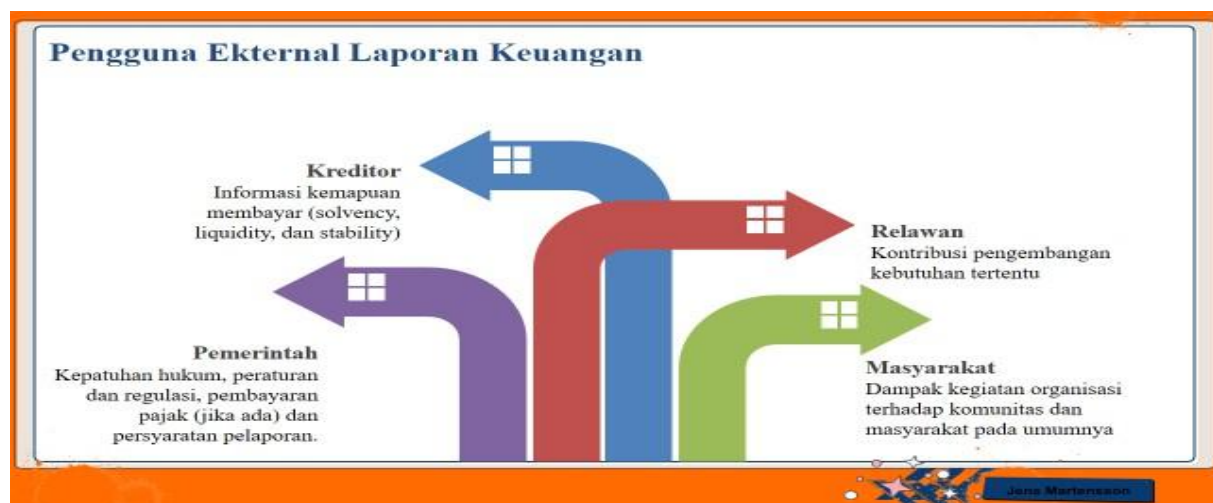 Pengguna Ekternal Laporan Keuangan
Kreditor
Informasi kemapuan
membayar (solvency,
liquidity, dan stability)
Relawan
Kontribusi pengembangan
kebutuhan tertentu
Pemerintah
Kepatuhan hukum, peraturan
dan regulasi, pembayaran
pajak (jika ada) dan
persyaratan pelaporan.
Masyarakat
Dampak kegiatan organisasi
terhadap komunitas dan
masyarakat pada umumnya
Jens Martensson